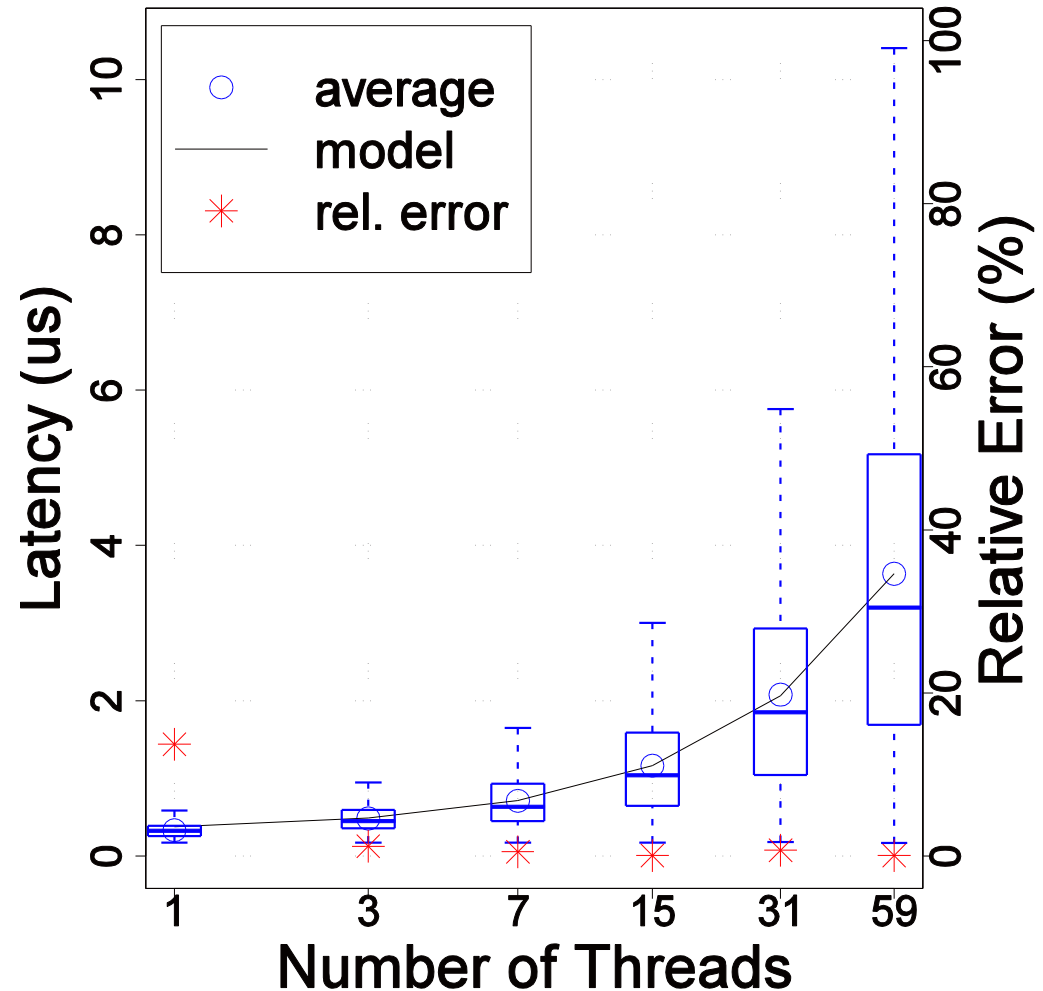 average
model
rel. error
Latency (us)
0
2
4
6
8
10
Relative Error (%)
0
20
40
60
80
100
1 3 7 15 31 59
Number of Threads